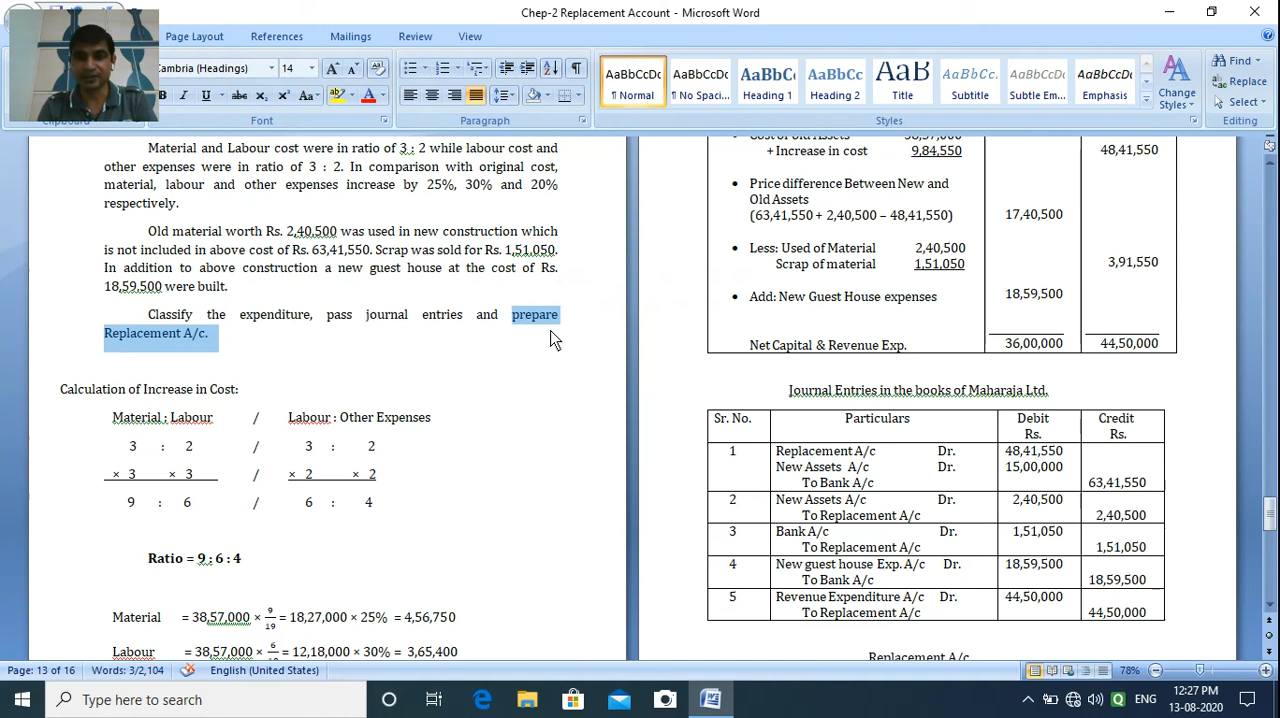 Chep-2 Replacement Account - Microsoft Word
Page Layout References Mailings Review View
Cambria (Headings) 14
Find
Replace
Select
Change
Styles
AaBbCcDc AaBbCcDc AaBbC AaBbCc AaB AaBbCc AaBbCcDc AaBbCcDc
¶ Normal ¶ No Spaci... Heading 1 Heading 2 Title Subtitle Subtle Em... Emphasis
Font Paragraph Styles Editing
Material and Labour cost were in ratio of 3 : 2 while labour cost and
other expenses were in ratio of 3 : 2. In comparison with original cost,
material, labour and other expenses increase by 25%, 30% and 20%
respectively.
Old material worth Rs. 2,40,500 was used in new construction which
is not included in above cost of Rs. 63,41,550. Scrap was sold for Rs. 1,51,050.
In addition to above construction a new guest house at the cost of Rs.
18,59,500 were built.
Classify the expenditure, pass journal entries and prepare
Replacement A/c.
Calculation of Increase in Cost:
Material : Labour / Labour : Other Expenses
3 : 2 / 3 : 2
× 3 × 3 / × 2 × 2
9 : 6 / 6 : 4
Ratio = 9 : 6 : 4
Material = 38,57,000 × 9/19 = 18,27,000 × 25% = 4,56,750
Labour = 38,57,000 × 6 = 12,18,000 × 30% = 3,65,400
+ Increase in cost 9,84,550 48,41,550
• Price difference Between New and
Old Assets
(63,41,550 + 2,40,500 – 48,41,550) 17,40,500
• Less: Used of Material 2,40,500
Scrap of material 1,51,050 3,91,550
• Add: New Guest House expenses 18,59,500
Net Capital & Revenue Exp. 36,00,000 44,50,000
Journal Entries in the books of Maharaja Ltd.
Sr. No. Particulars Debit Credit
Rs. Rs.
1 Replacement A/c Dr. 48,41,550
New Assets A/c Dr. 15,00,000
To Bank A/c 63,41,550
2 New Assets A/c Dr. 2,40,500
To Replacement A/c 2,40,500
3 Bank A/c Dr. 1,51,050
To Replacement A/c 1,51,050
4 New guest house Exp. A/c Dr. 18,59,500
To Bank A/c 18,59,500
5 Revenue Expenditure A/c Dr. 44,50,000
To Replacement A/c 44,50,000
Replacement A/c
Page: 13 of 16 Words: 3/2,104 English (United States) 78%
Type here to search
ENG
12:27 PM
13-08-2020